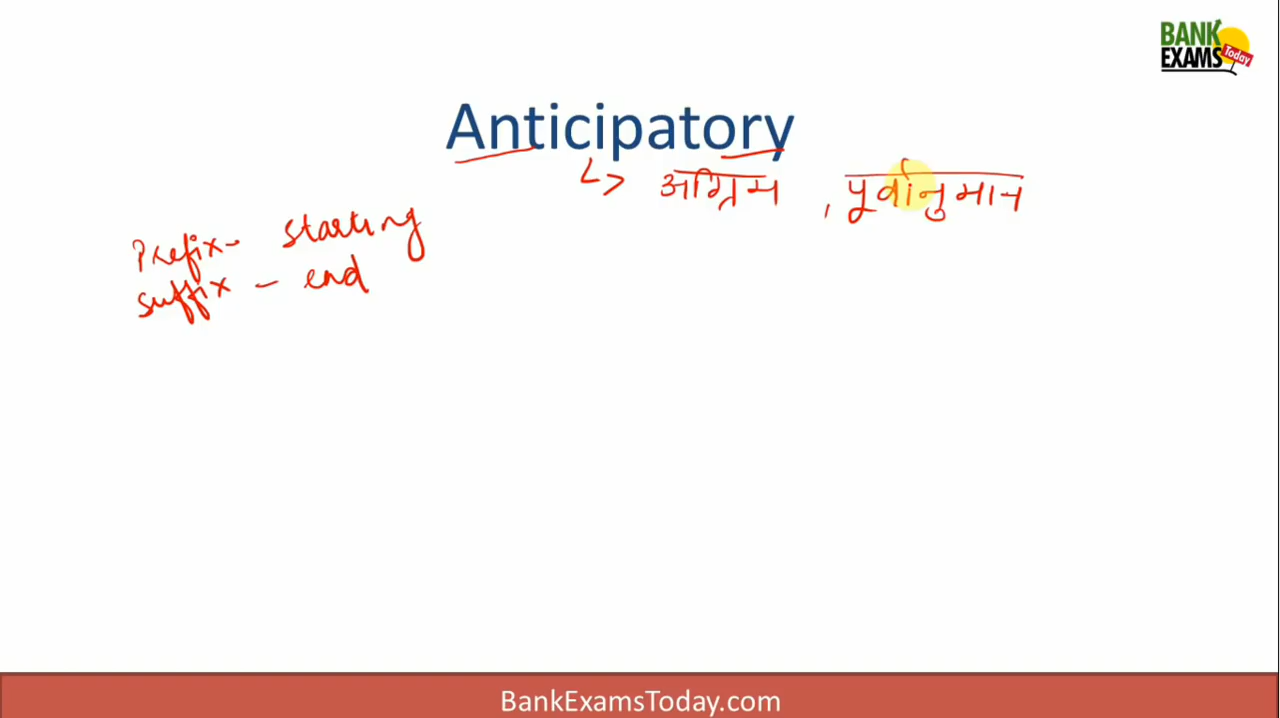 BANK
EXAMS Today
Anticipatory
अग्रिम , पूर्वानुमान
Prefix - starting
suffix - end
BankExamsToday.com